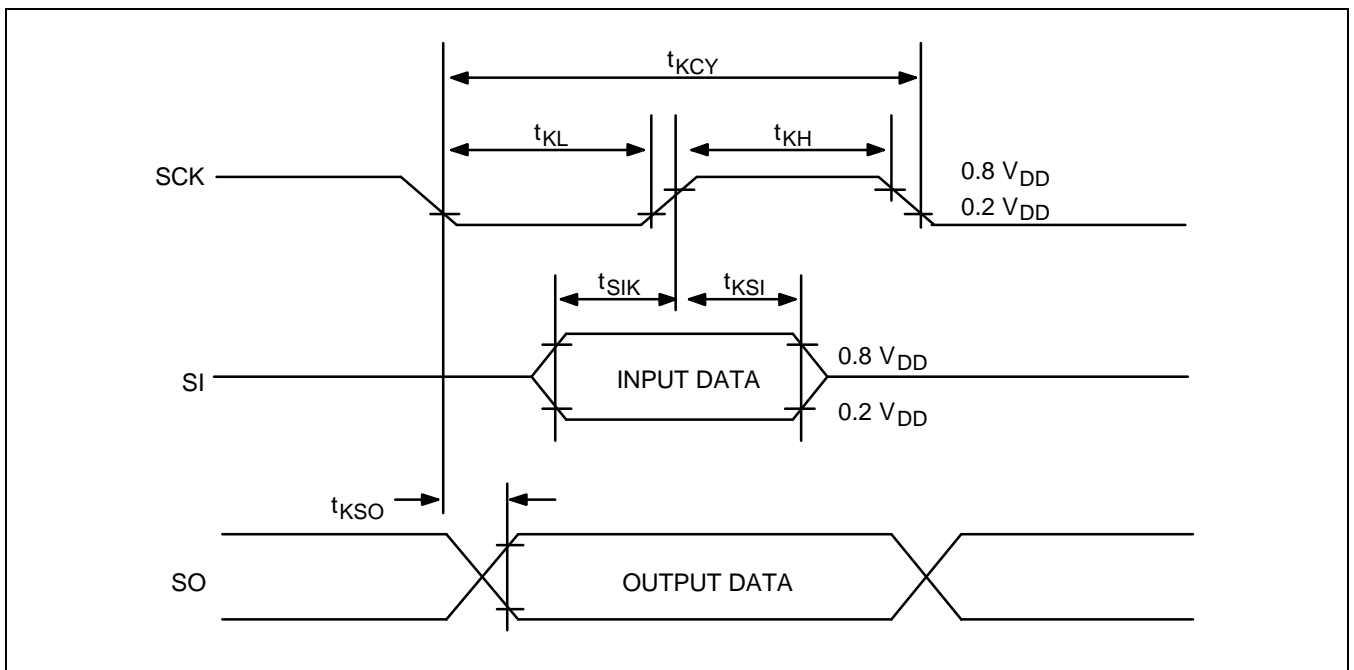 tKCY
tKL
tKH
SCK
0.8 VDD
0.2 VDD
tSIK
tKSI
SI
INPUT DATA
0.8 VDD
0.2 VDD
tKSO
SO
OUTPUT DATA